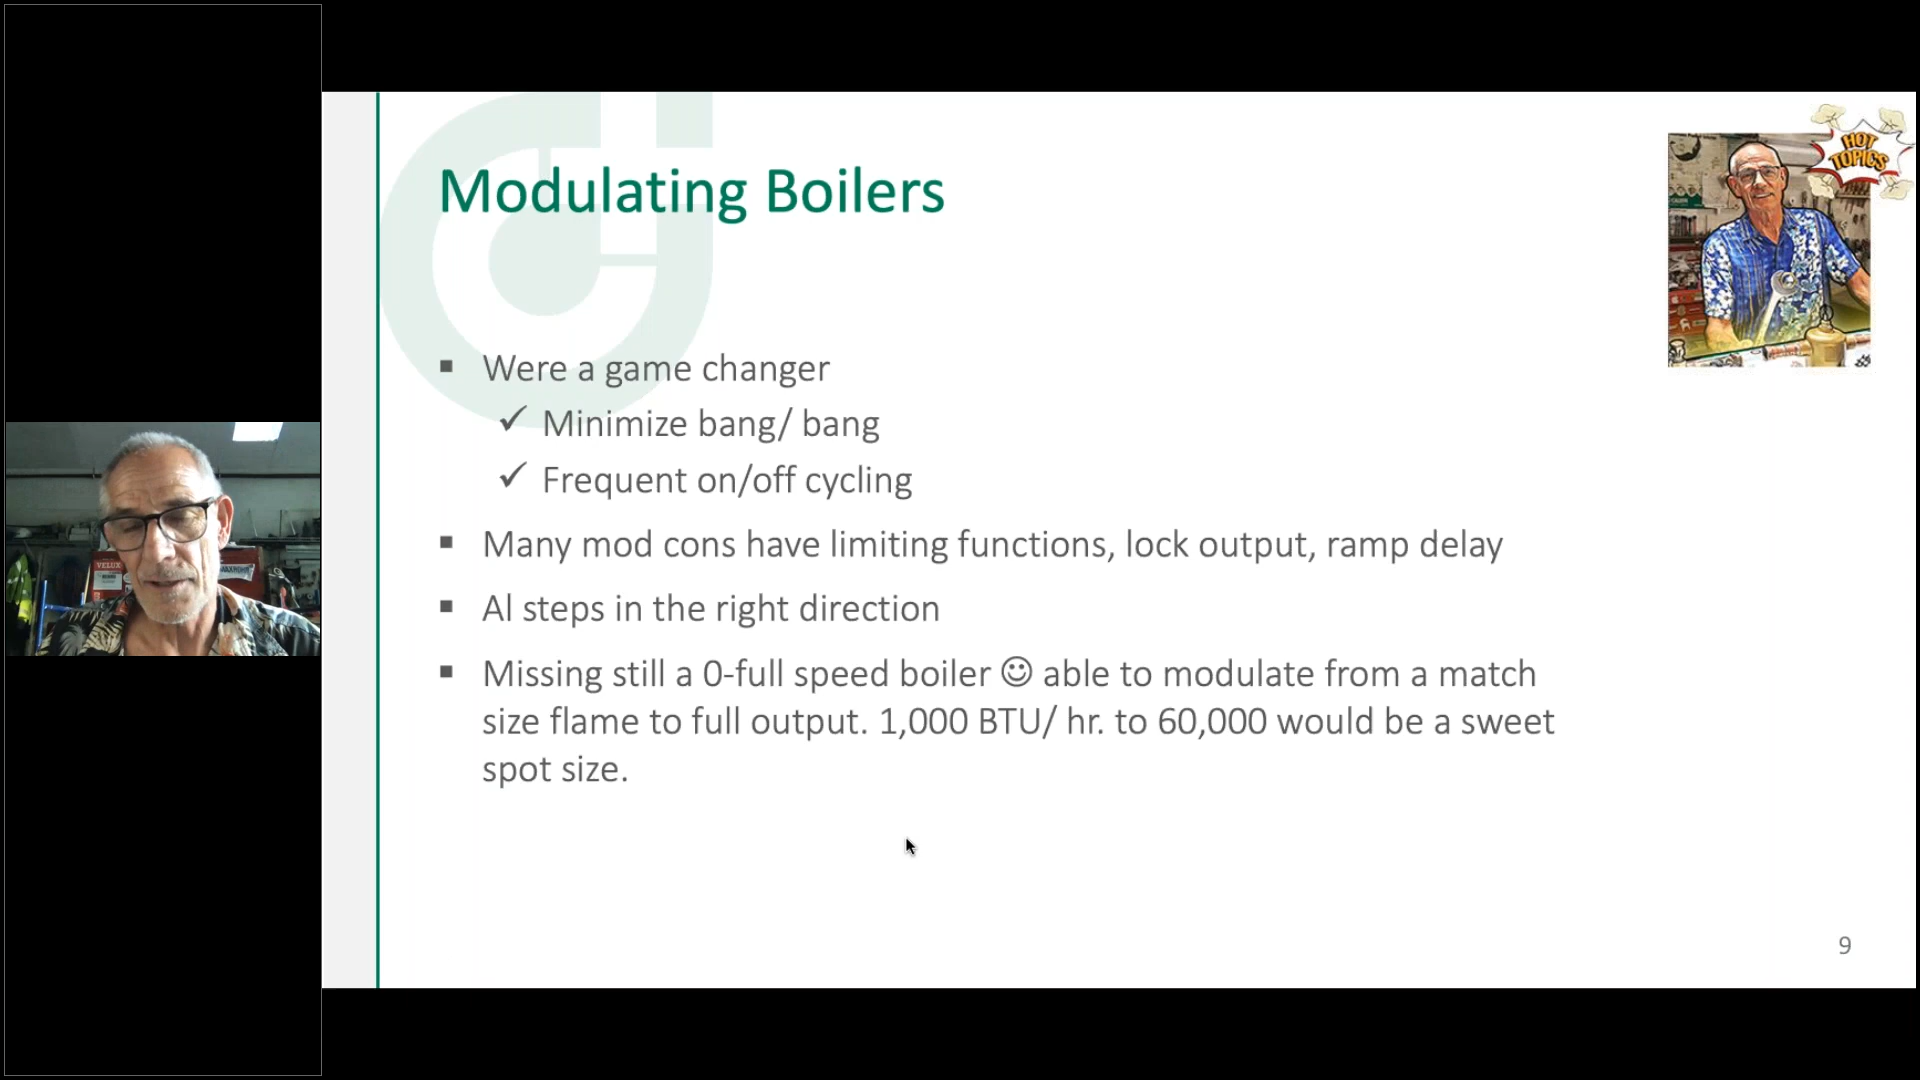 Modulating Boilers
HOT
TOPICS
▪ Were a game changer
✓ Minimize bang/ bang
✓ Frequent on/off cycling
▪ Many mod cons have limiting functions, lock output, ramp delay
▪ Al steps in the right direction
▪ Missing still a 0-full speed boiler ☺ able to modulate from a match
size flame to full output. 1,000 BTU/ hr. to 60,000 would be a sweet
spot size.
VELUX
9